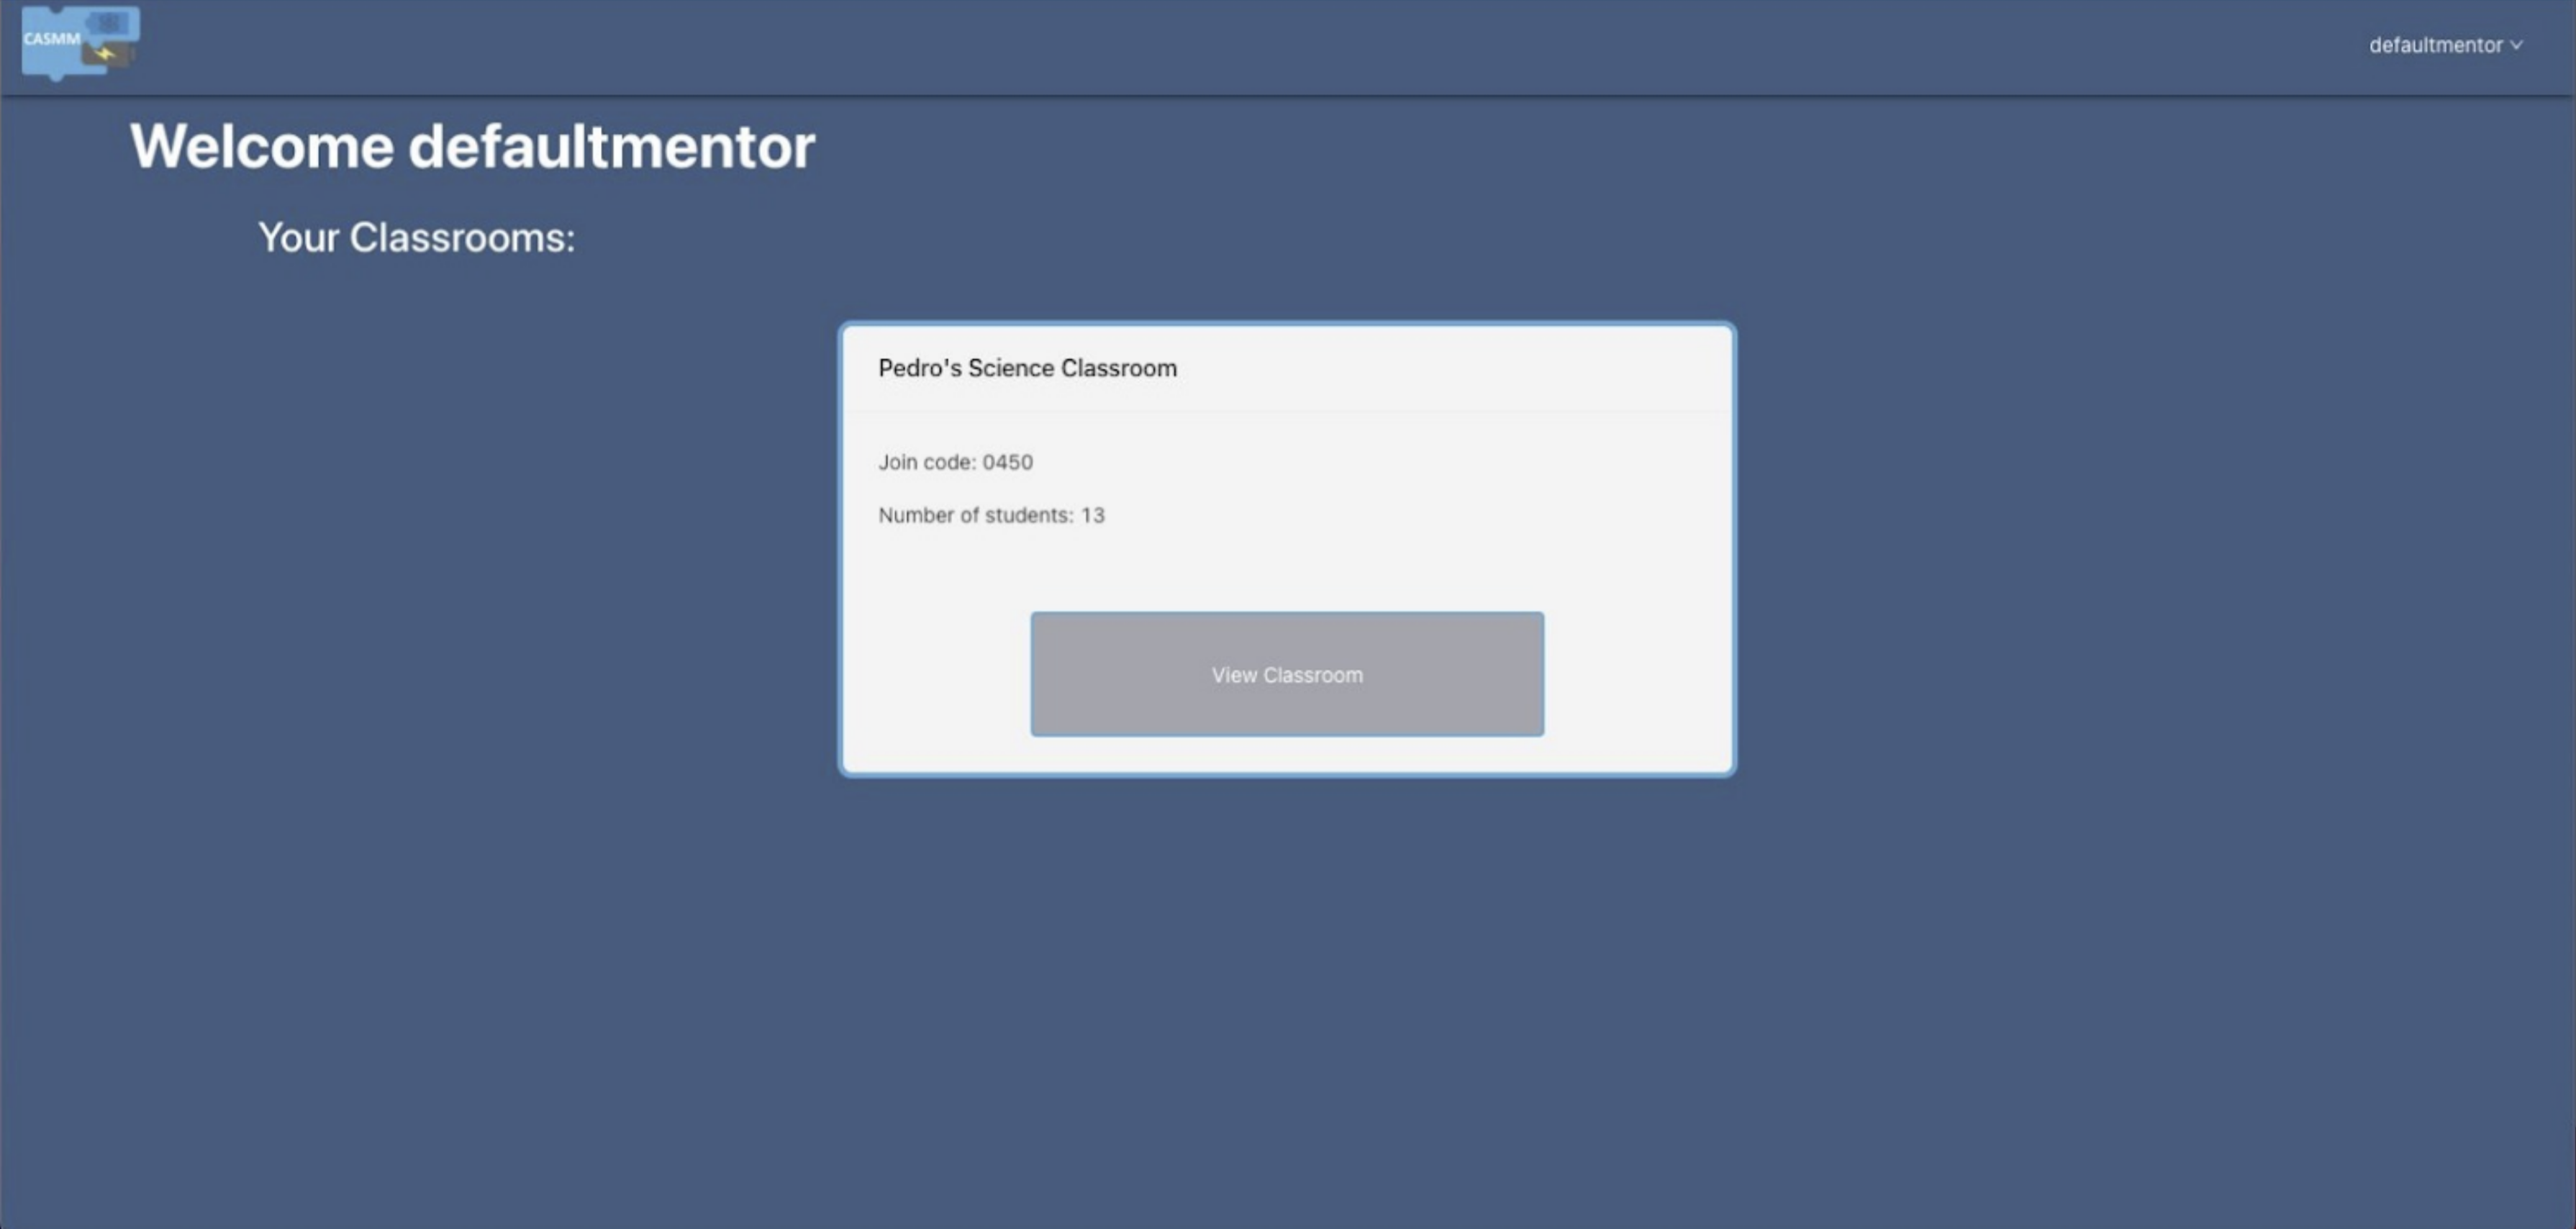 CASMM
defaultmentor
Welcome defaultmentor
Your Classrooms:
Pedro's Science Classroom
Join code: 0450
Number of students: 13
View Classroom